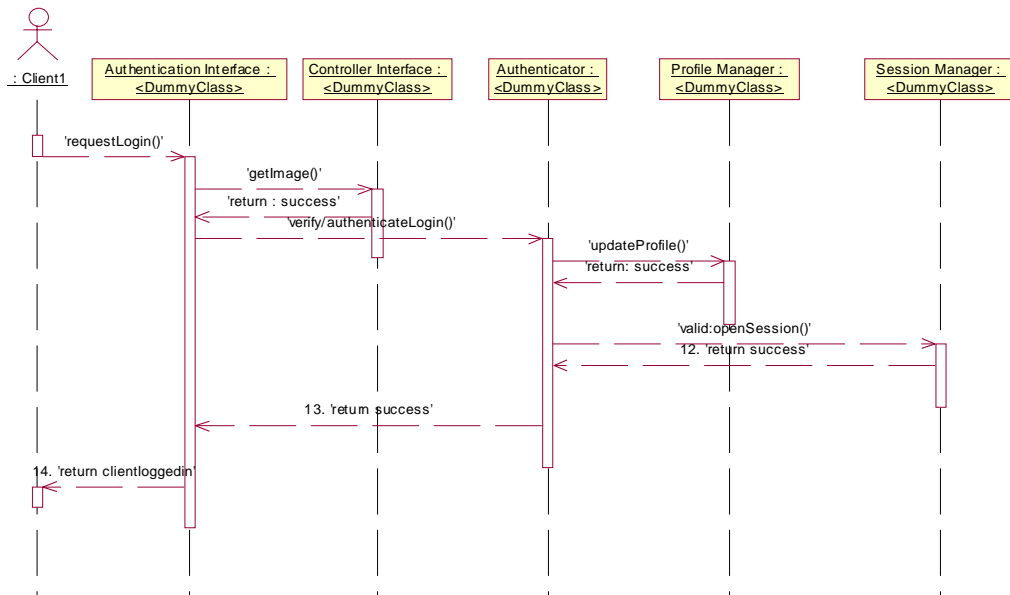 : Client1
Authentication Interface :
<DummyClass>
Controller Interface :
<DummyClass>
Authenticator :
<DummyClass>
Profile Manager :
<DummyClass>
Session Manager :
<DummyClass>
'requestLogin()'
'getImage()'
'return : success'
'verify/authenticateLogin()'
'updateProfile()'
'return: success'
'valid:openSession()'
12. 'return success'
13. 'return success'
14. 'return clientloggedin'